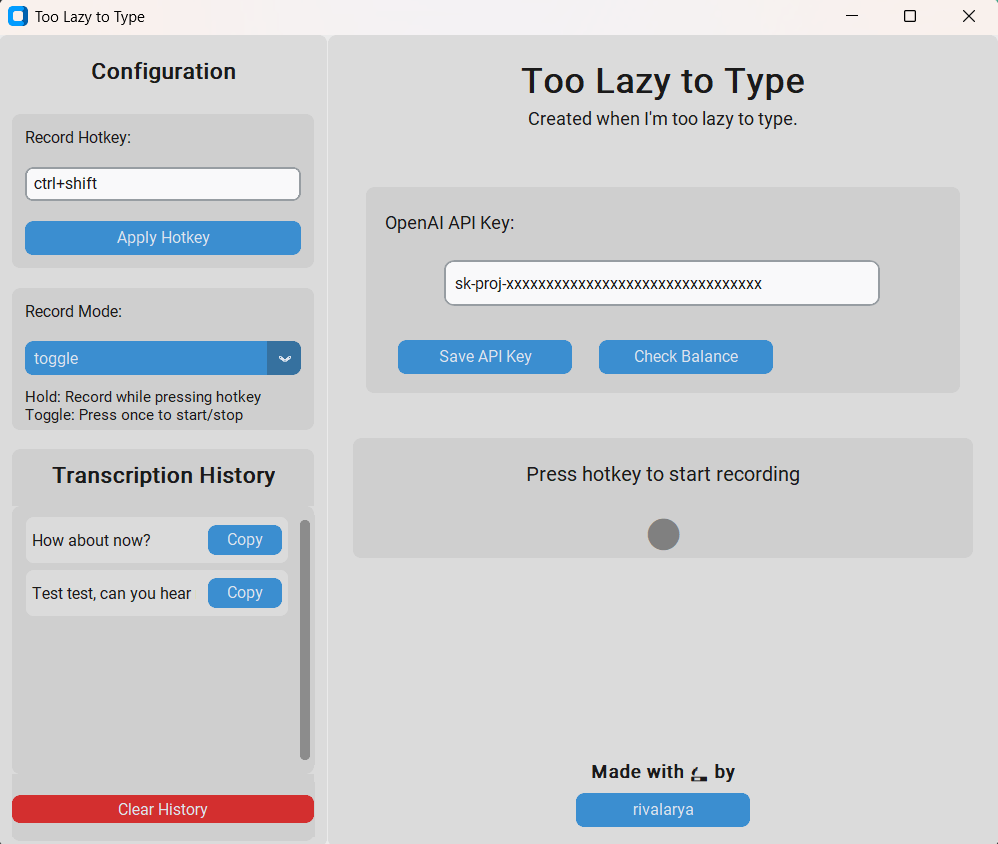 Too Lazy to Type
Configuration
Record Hotkey:
ctrl+shift
Apply Hotkey
Record Mode:
toggle
Hold: Record while pressing hotkey
Toggle: Press once to start/stop
Transcription History
How about now?
Copy
Test test, can you hear
Copy
Clear History
Too Lazy to Type
Created when I'm too lazy to type.
OpenAI API Key:
sk-proj-xxxxxxxxxxxxxxxxxxxxxxxxxxxxxxxx
Save API Key
Check Balance
Press hotkey to start recording
Made with 🚬 by
rivalarya